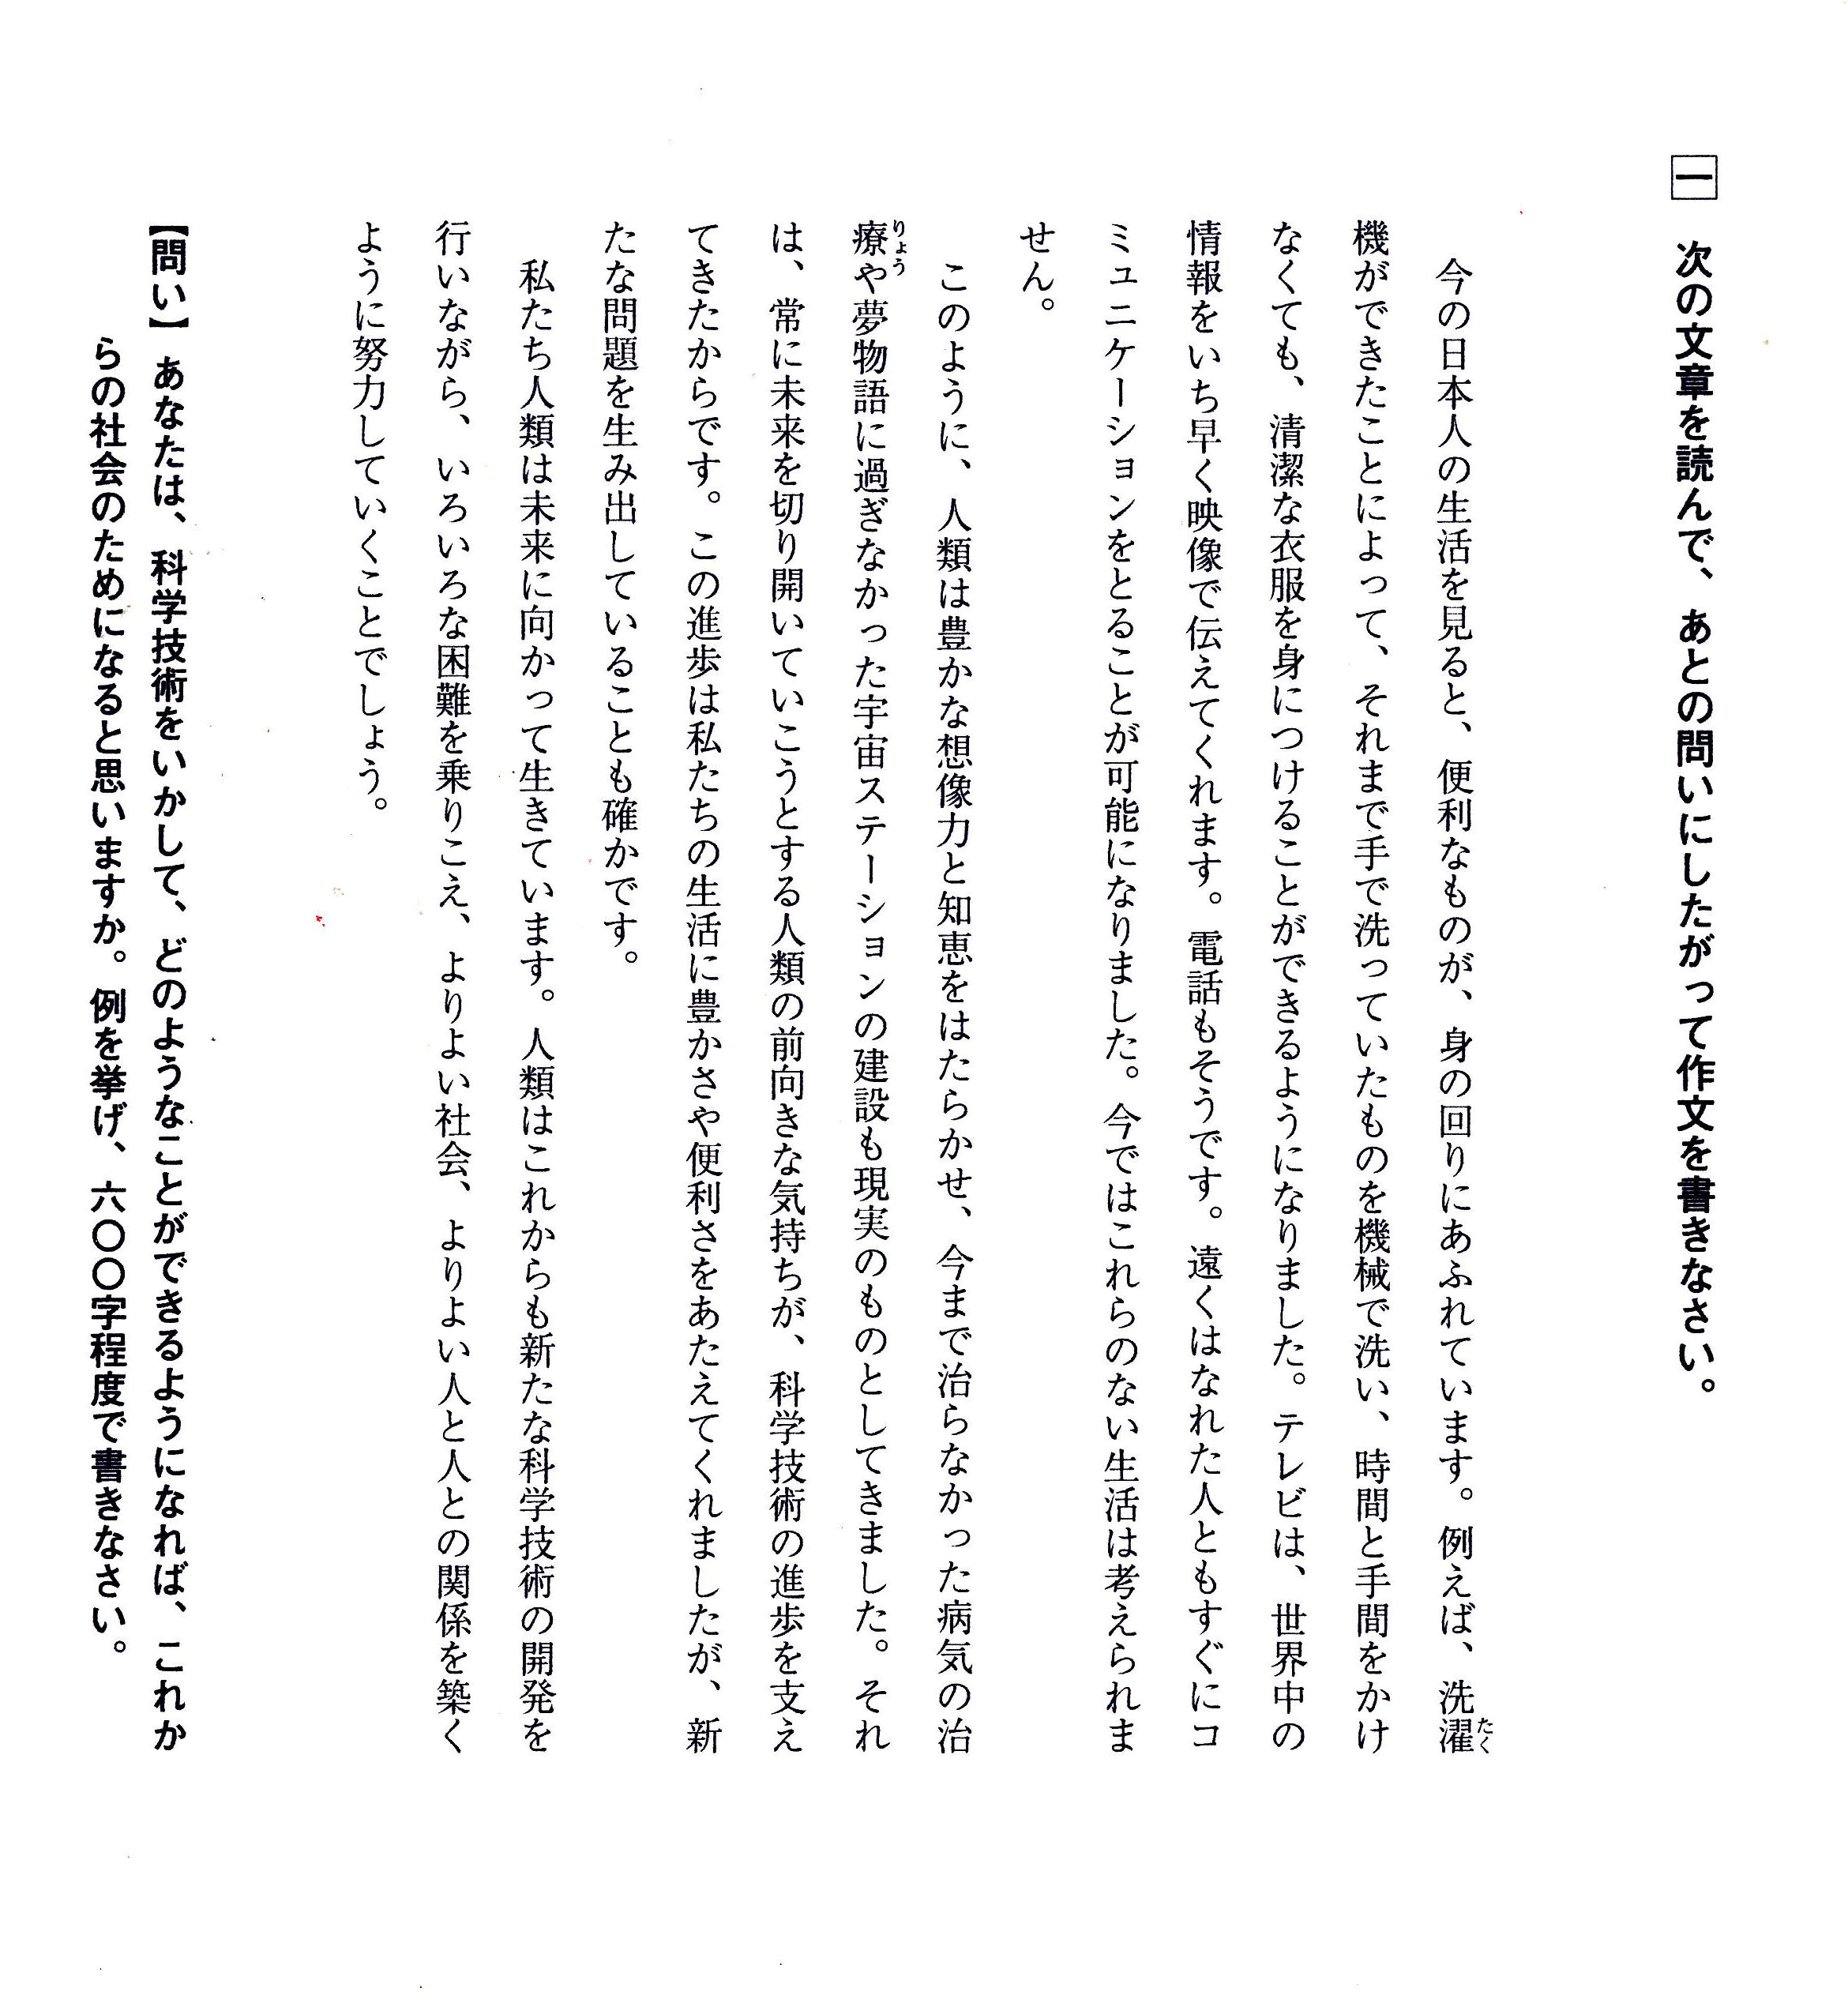 一 次の文章を読んで、あとの問いにしたがって作文を書きなさい。
今の日本人の生活を見ると、便利なものが、身の回りにあふれています。例えば、洗濯たく
機ができたことによって、それまで手で洗っていたものを機械で洗い、時間と手間をかけ
なくても、清潔な衣服を身につけることができるようになりました。テレビは、世界中の
情報をいち早く映像で伝えてくれます。電話もそうです。遠くはなれた人ともすぐにコ
ミュニケーションをとることが可能になりました。今ではこれらのない生活は考えられま
せん。
このように、人類は豊かな想像力と知恵をはたらかせ、今まで治らなかった病気の治
療りょうや夢物語に過ぎなかった宇宙ステーションの建設も現実のものとしてきました。それ
は、常に未来を切り開いていこうとする人類の前向きな気持ちが、科学技術の進歩を支え
てきたからです。この進歩は私たちの生活に豊かさや便利さをあたえてくれましたが、新
たな問題を生み出していることも確かです。
私たち人類は未来に向かって生きています。人類はこれからも新たな科学技術の開発を
行いながら、いろいろな困難を乗りこえ、よりよい社会、よりよい人と人との関係を築く
ように努力していくことでしょう。
【問い】 あなたは、科学技術をいかして、どのようなことができるようになれば、これか
らの社会のためになると思いますか。例を挙げ、六〇〇字程度で書きなさい。